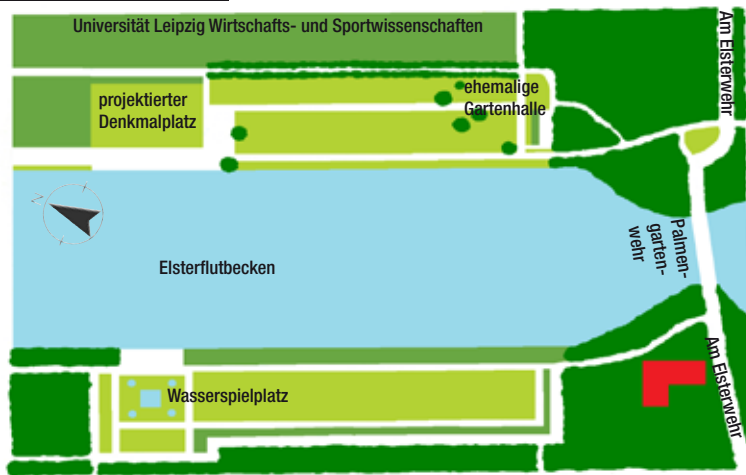 Universität Leipzig Wirtschafts- und Sportwissenschaften
Am Elsterwehr
projektierter
Denkmalplatz
ehemalige
Gartenhalle
Palmen-
garten-
wehr
Elsterflutbecken
Wasserspielplatz
Am Elsterwehr